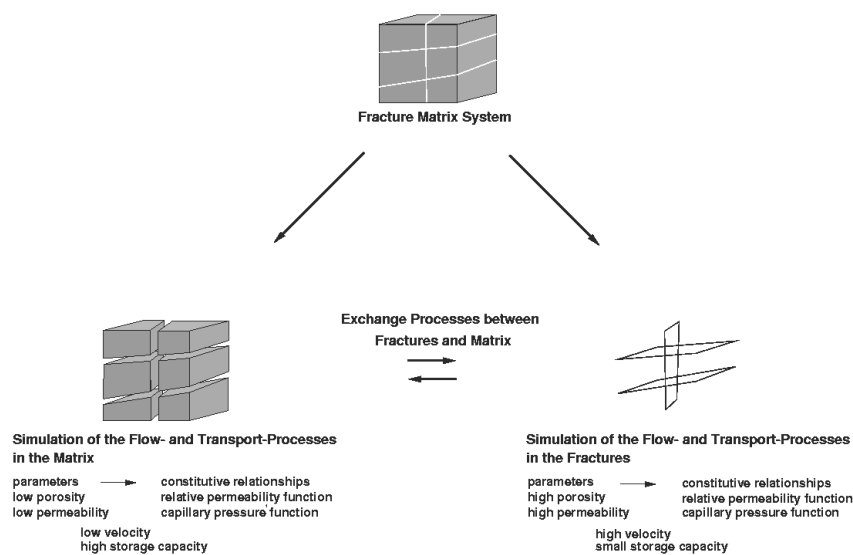 Fracture Matrix System
Exchange Processes between
Fractures and Matrix
Simulation of the Flow- and Transport-Processes
in the Matrix
parameters
constitutive relationships
low porosity
relative permeability function
low permeability
capillary pressure function
low velocity
high storage capacity
Simulation of the Flow- and Transport-Processes
in the Fractures
parameters
constitutive relationships
high porosity
relative permeability function
high permeability
capillary pressure function
high velocity
small storage capacity